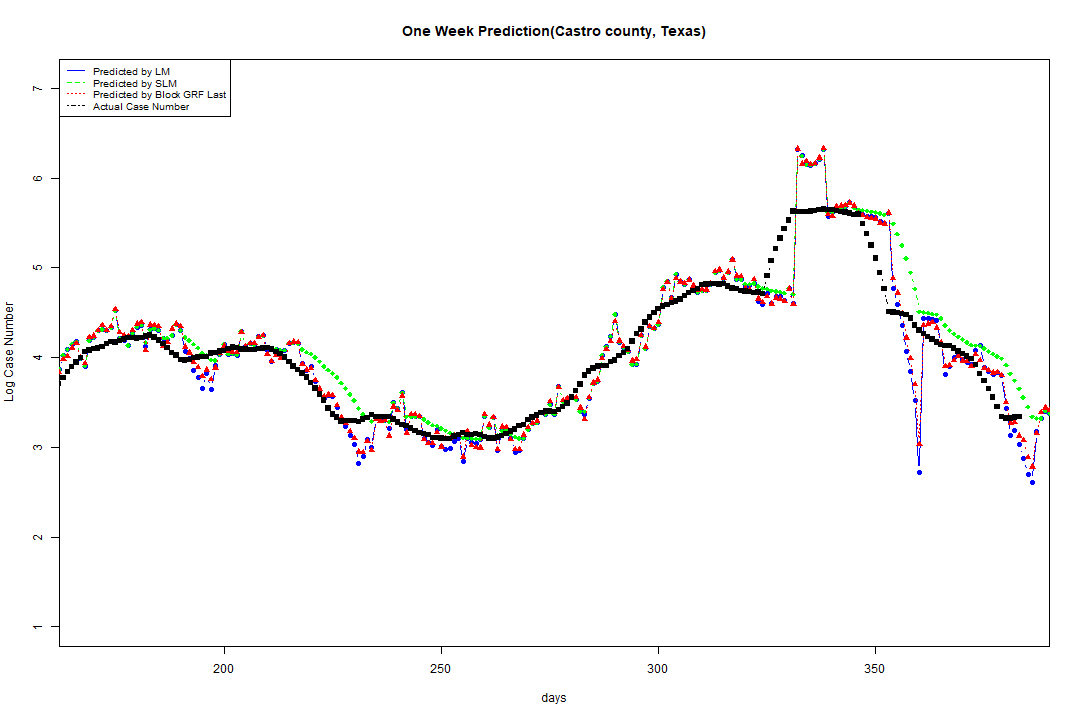 One Week Prediction(Castro county, Texas)
Predicted by LM
Predicted by SLM
Predicted by Block GRF Last
Actual Case Number
7
6
5
4
3
2
1
Log Case Number
200
250
300
350
days